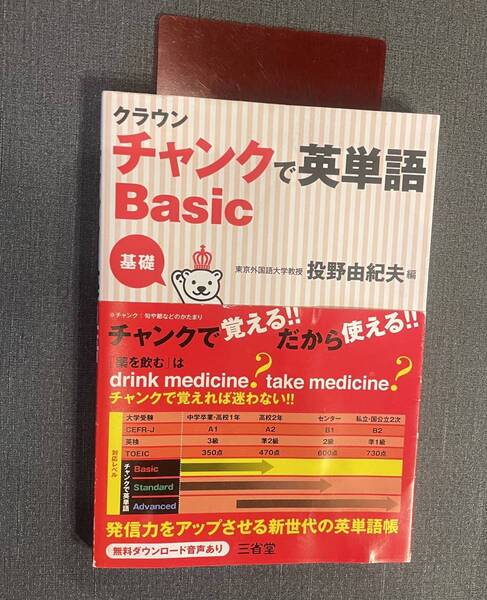 クラウン
チャンクで英単語
Basic
基礎
東京外国語大学教授 投野由紀夫 編
※チャンク:句や節などのかたまり
チャンクで覚える!! だから使える!!
「薬を飲む」は
drink medicine? take medicine?
チャンクで覚えれば迷わない!!
大学受験 中学卒業・高校1年 高校2年 センター 私立・国公立2次
CEFR-J A1 A2 B1 B2
英検 3級 準2級 2級 準1級
TOEIC 350点 470点 600点 730点
対応レベル
チャンクで英単語
Basic
Standard
Advanced
発信力をアップさせる新世代の英単語帳
無料ダウンロード音声あり 三省堂